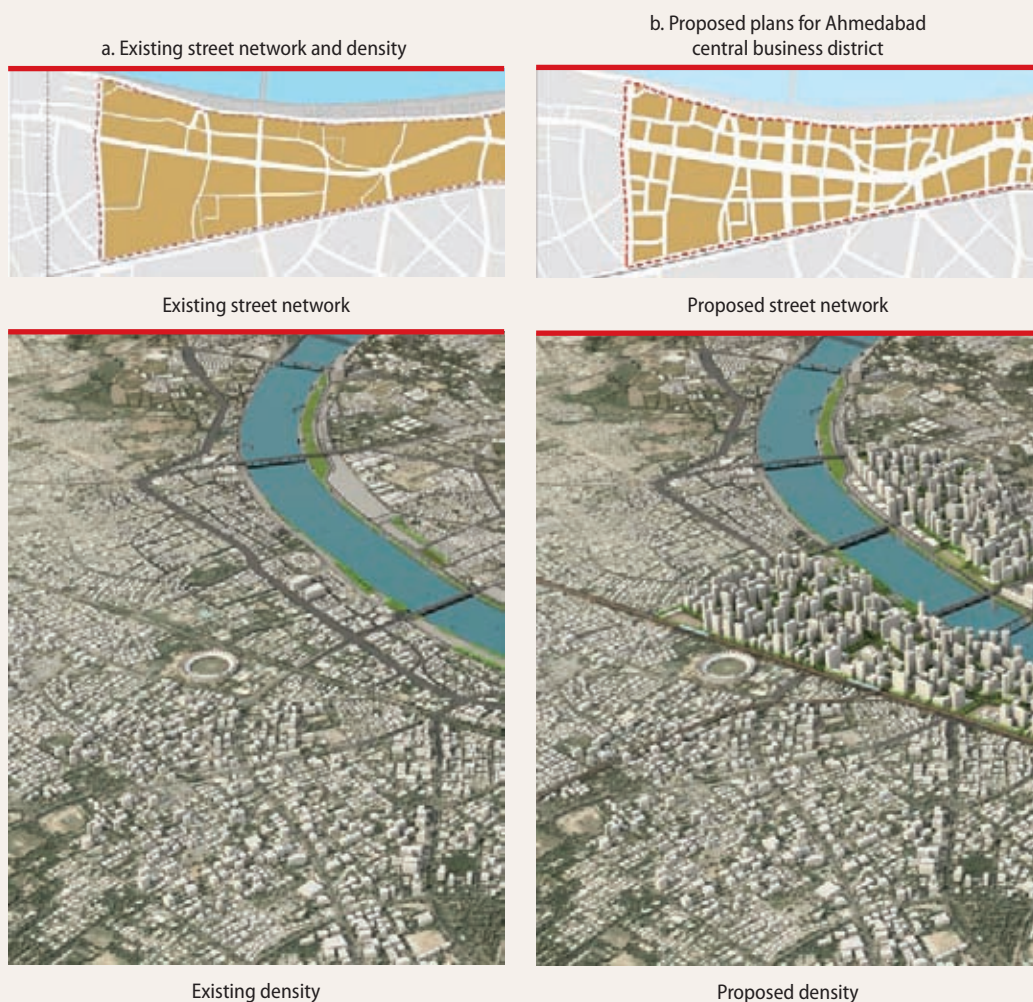 a. Existing street network and density
b. Proposed plans for Ahmedabad
central business district
Existing street network
Proposed street network
Existing density
Proposed density